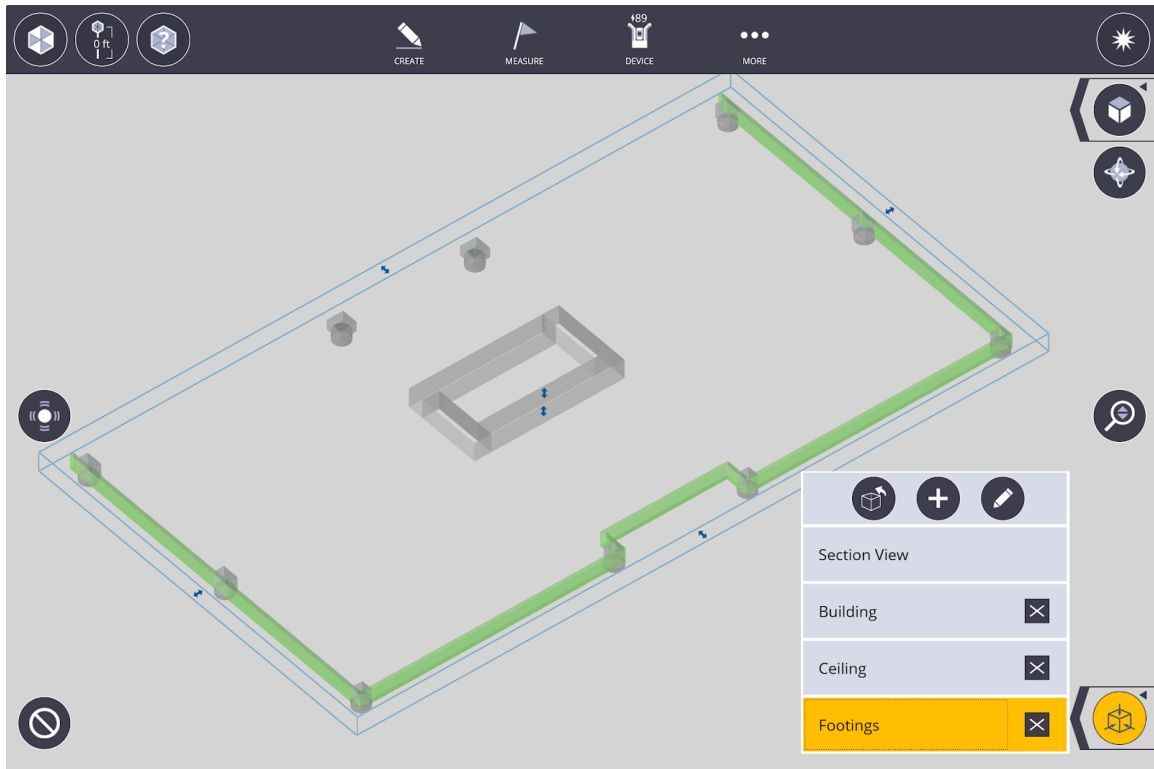 0 ft
?
89
CREATE
MEASURE
DEVICE
MORE
Section View
Building
Ceiling
Footings